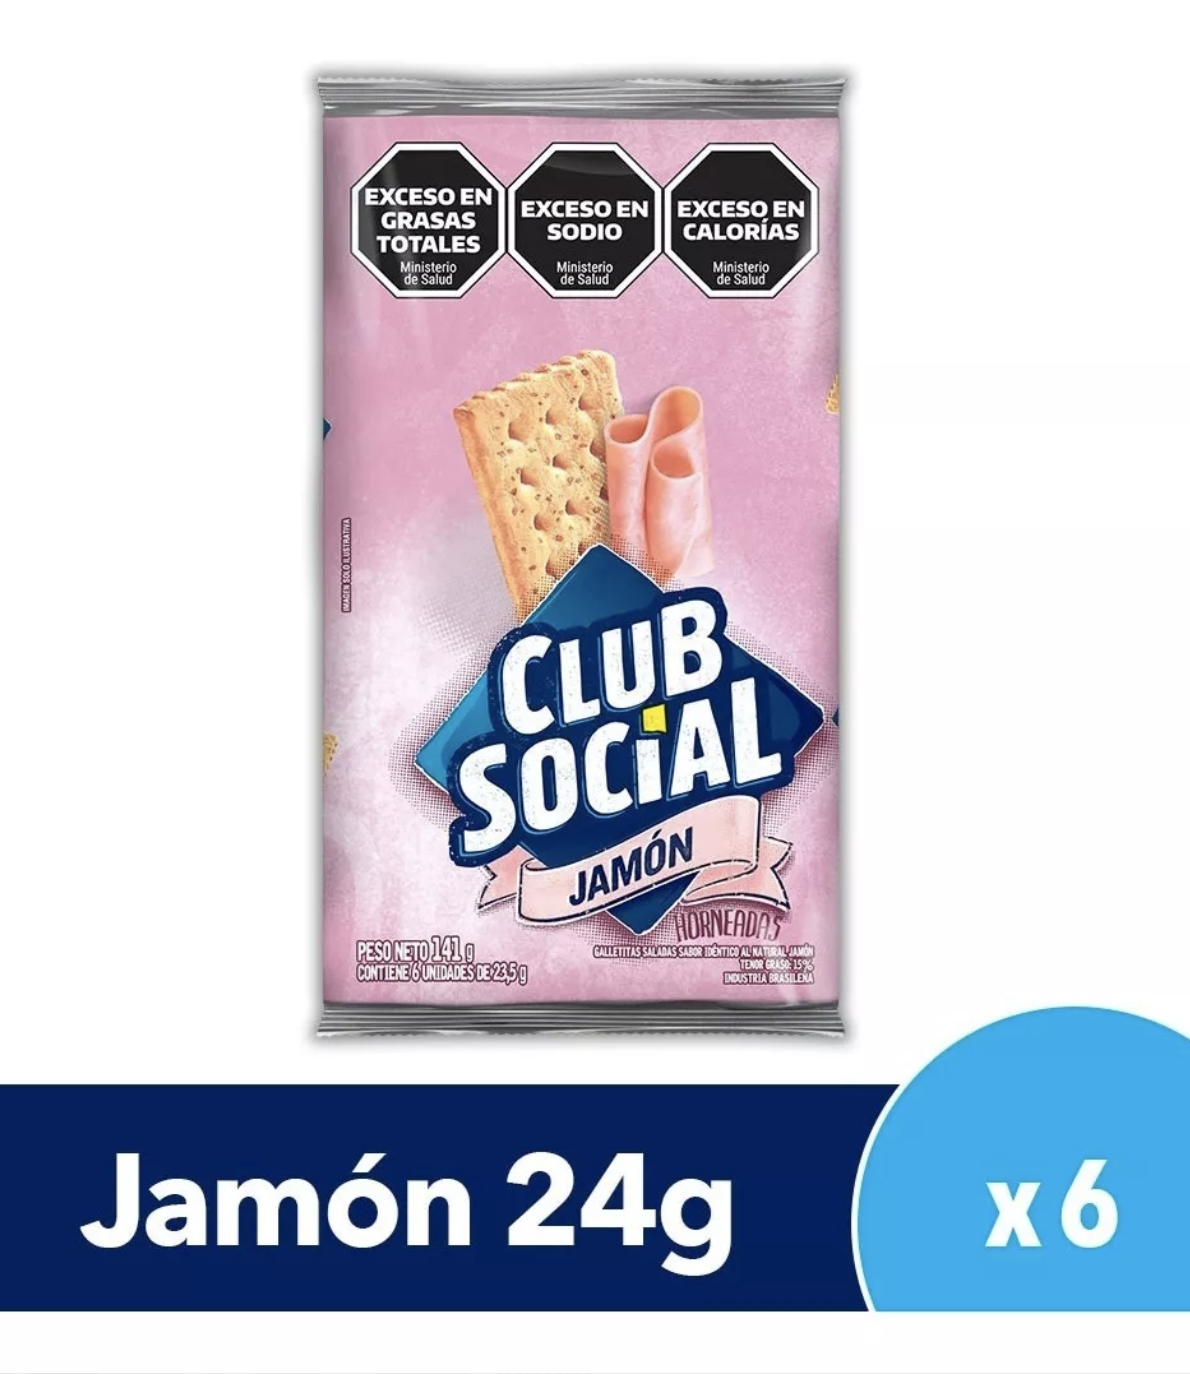 EXCESO EN
GRASAS
TOTALES
Ministerio
de Salud
EXCESO EN
SODIO
Ministerio
de Salud
EXCESO EN
CALORÍAS
Ministerio
de Salud
IMAGEN SOLO ILUSTRATIVA
CLUB
SOCiAL
JAMÓN
HORNEADAS
PESO NETO 141 g
CONTIENE 6 UNIDADES DE 23,5 g
GALLETITAS SALADAS SABOR IDÉNTICO AL NATURAL JAMÓN
TENOR GRASO: 15%
INDUSTRIA BRASILEÑA
Jamón 24g
x 6